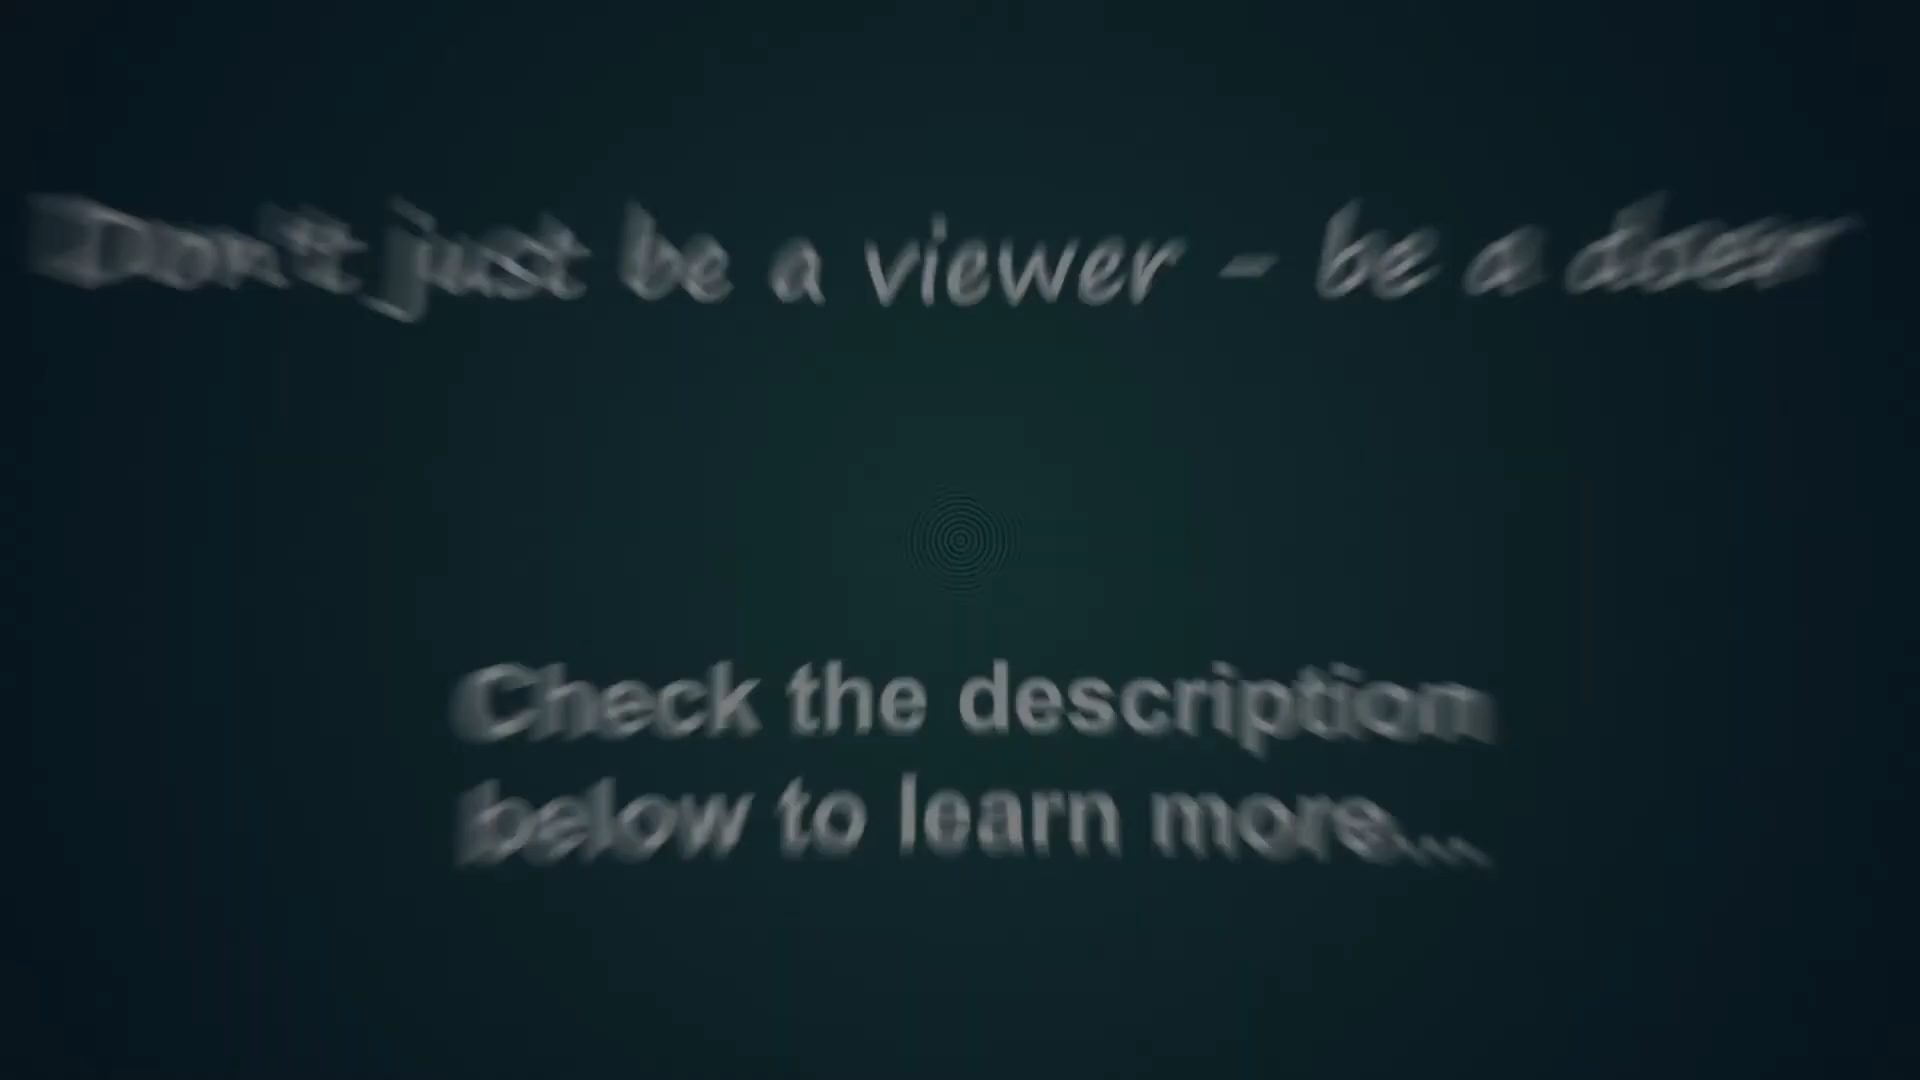 Don't just be a viewer - be a doer
Check the description
below to learn more...